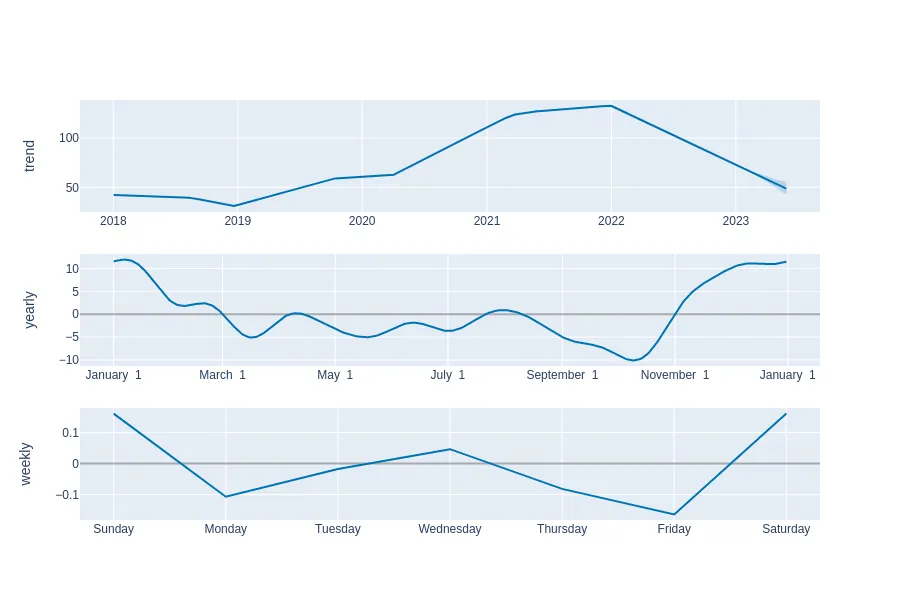 trend
100
50
2018 2019 2020 2021 2022 2023
yearly
10
5
0
−5
−10
January 1 March 1 May 1 July 1 September 1 November 1 January 1
weekly
0.1
0
−0.1
Sunday Monday Tuesday Wednesday Thursday Friday Saturday